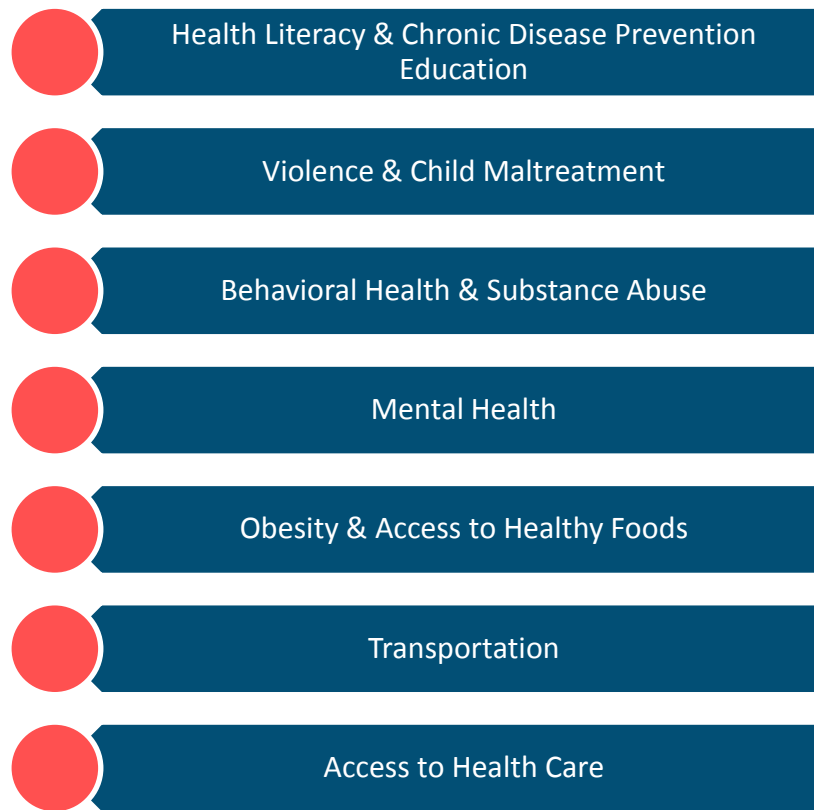 Health Literacy & Chronic Disease Prevention
Education
Violence & Child Maltreatment
Behavioral Health & Substance Abuse
Mental Health
Obesity & Access to Healthy Foods
Transportation
Access to Health Care